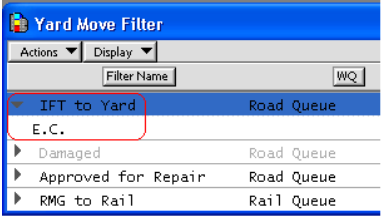 Yard Move Filter
Actions ▼ Display ▼
Filter Name WQ
IFT to Yard Road Queue
E.C.
Damaged Road Queue
Approved for Repair Road Queue
RMG to Rail Rail Queue